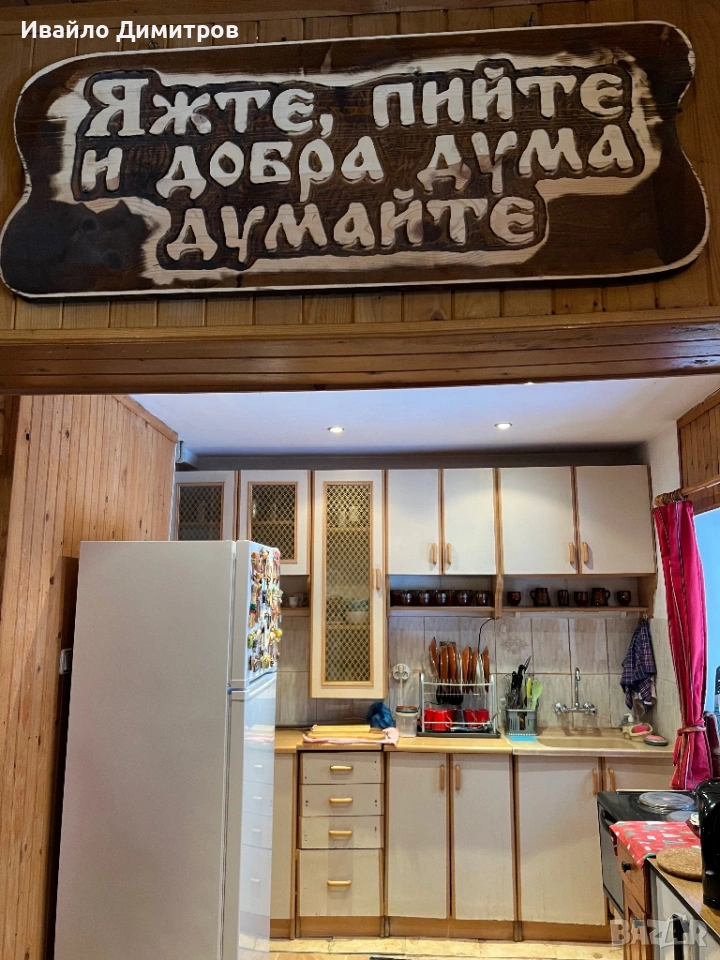 Ивайло Димитров
Яжте, пийте
и добра дума
думайте
BAZAR